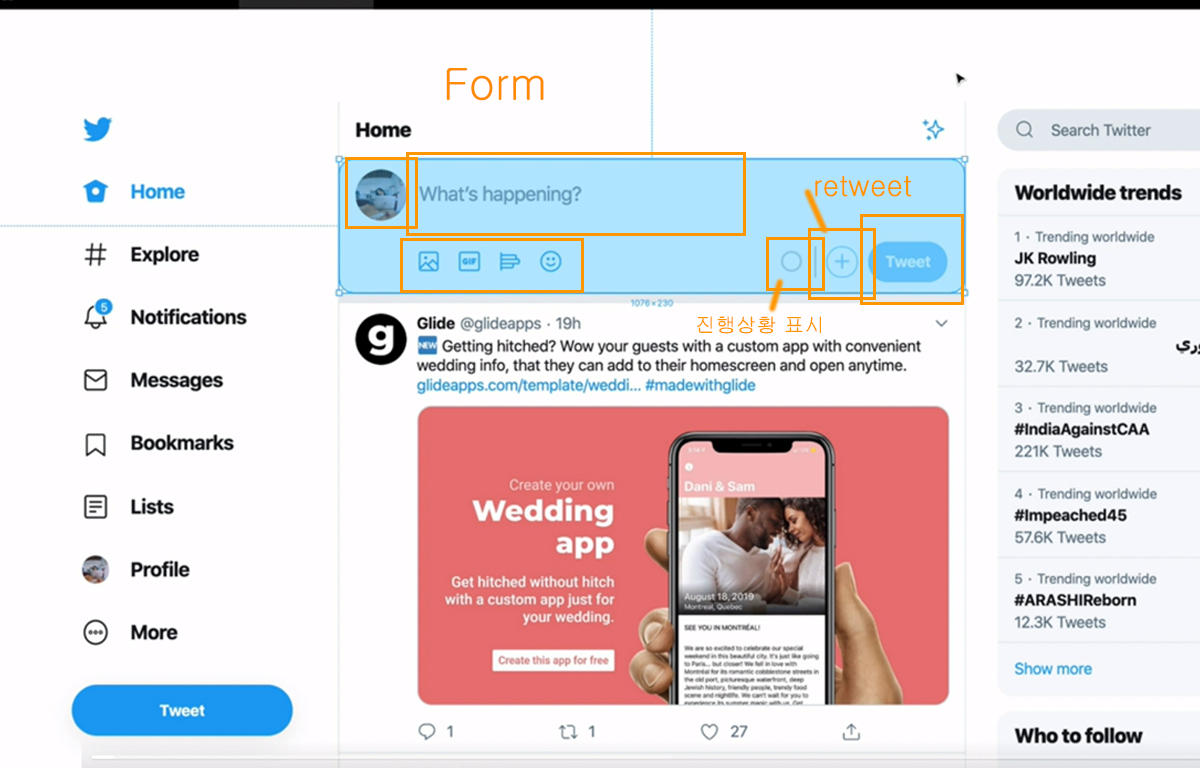 Form
Home
Search Twitter
Home
What's happening?
retweet
GIF
Tweet
진행상황 표시
1076×230
Explore
5
Notifications
Messages
Bookmarks
Lists
Profile
More
Tweet
g
Glide @glideapps · 19h
NEW Getting hitched? Wow your guests with a custom app with convenient
wedding info, that they can add to their homescreen and open anytime.
glideapps.com/template/weddi... #madewithglide
Create your own
Wedding
app
Get hitched without hitch
with a custom app just for
your wedding.
Create this app for free
Dani & Sam
August 18, 2019
Montreal, Quebec
SEE YOU IN MONTRÉAL!
We are so excited to celebrate our special
weekend in this beautiful city. It's just like going
to Paris... but closer! We fell in love with
Montréal for its romantic cobblestone streets in
the old port, picturesque waterfront, deep
Jewish history, friendly people, trendy food
scene and nightlife. We can't wait for you to
experience its summer magic with us. Get
1
1
27
Worldwide trends
1 · Trending worldwide
JK Rowling
97.2K Tweets
2 · Trending worldwide
32.7K Tweets
3 · Trending worldwide
#IndiaAgainstCAA
221K Tweets
4 · Trending worldwide
#Impeached45
57.6K Tweets
5 · Trending worldwide
#ARASHIReborn
12.3K Tweets
Show more
Who to follow